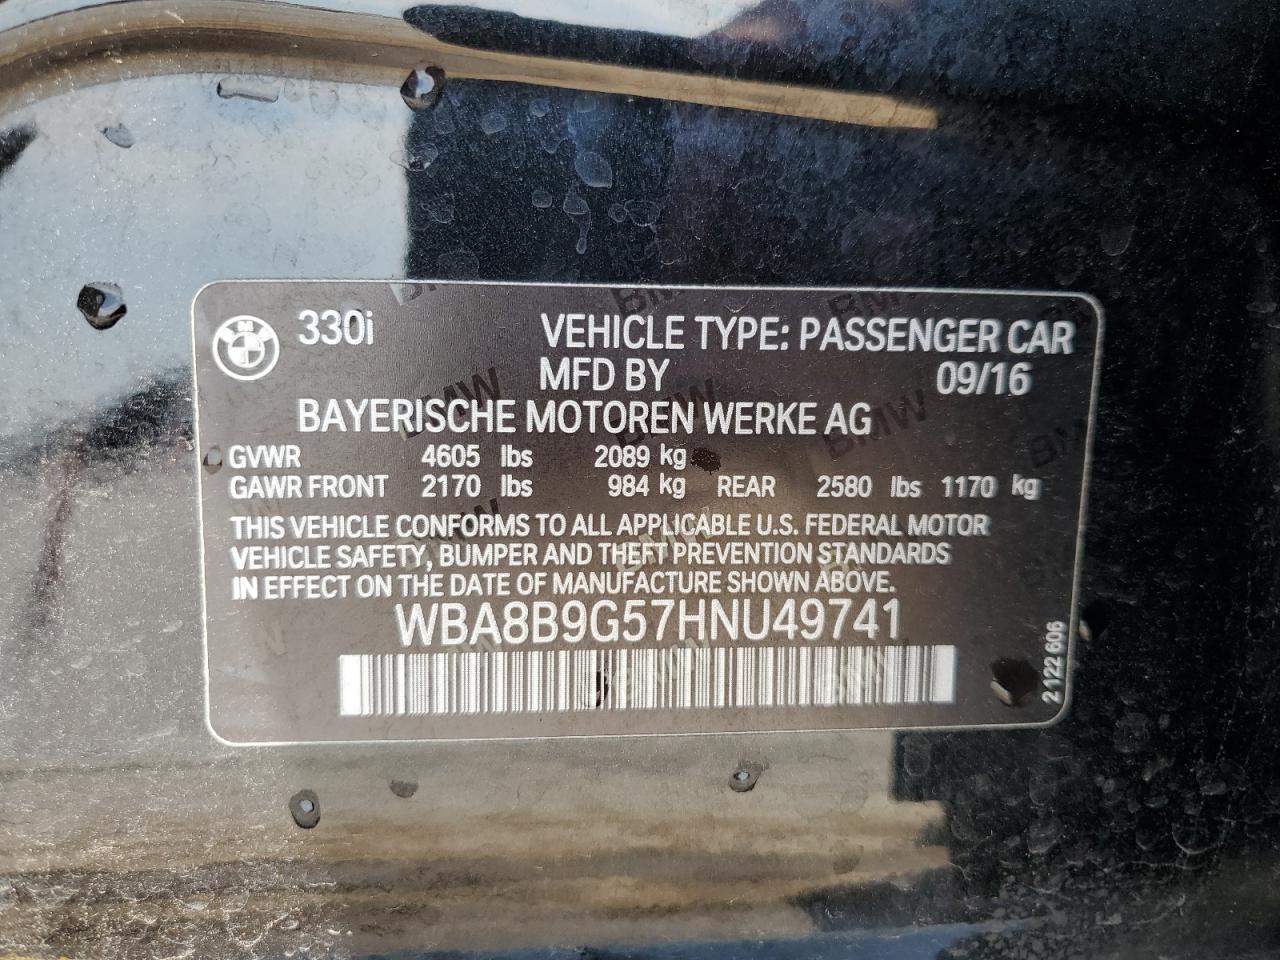 330i VEHICLE TYPE: PASSENGER CAR
MFD BY 09/16
BAYERISCHE MOTOREN WERKE AG
GVWR 4605 lbs 2089 kg
GAWR FRONT 2170 lbs 984 kg REAR 2580 lbs 1170 kg
THIS VEHICLE CONFORMS TO ALL APPLICABLE U.S. FEDERAL MOTOR
VEHICLE SAFETY, BUMPER AND THEFT PREVENTION STANDARDS
IN EFFECT ON THE DATE OF MANUFACTURE SHOWN ABOVE.
WBA8B9G57HNU49741
2 122 606